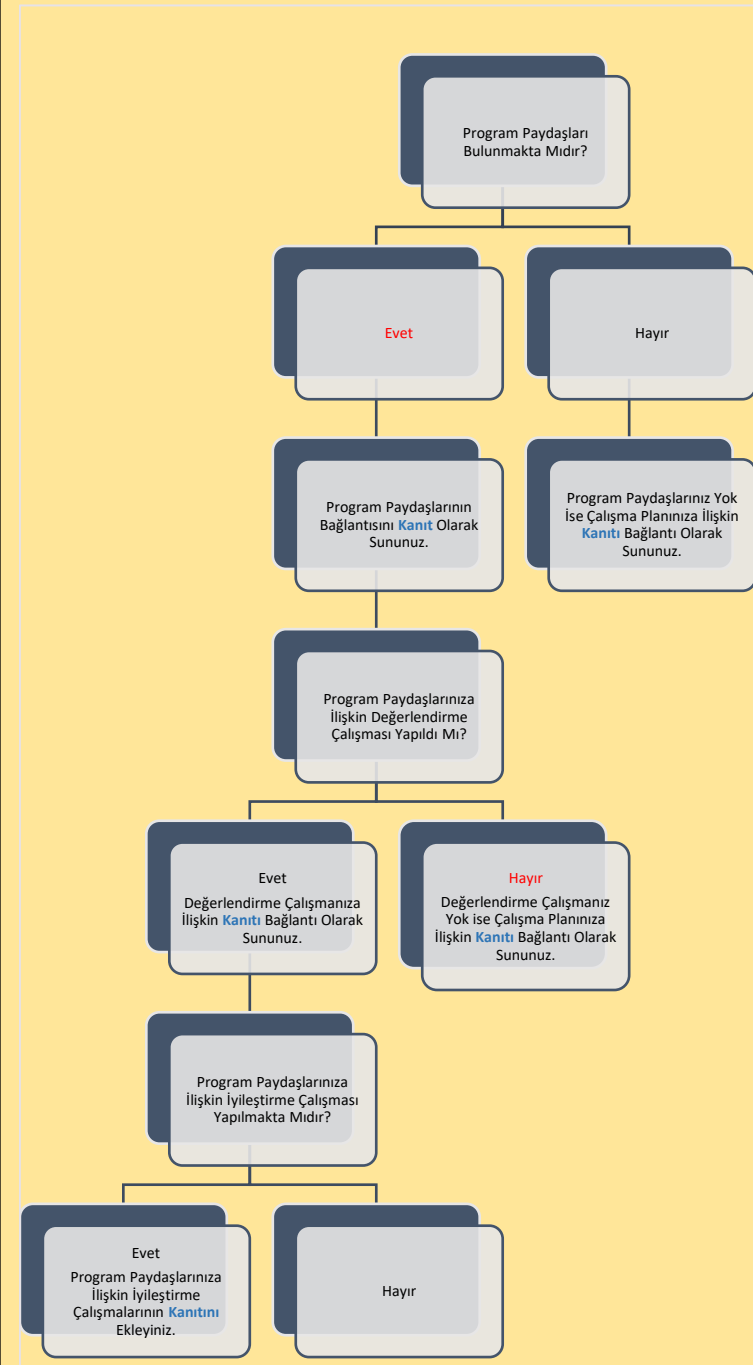 Program Paydaşları
Bulunmakta Mıdır?
Evet
Hayır
Program Paydaşlarının
Bağlantısını Kanıt Olarak
Sununuz.
Program Paydaşlarınız Yok
İse Çalışma Planınıza İlişkin
Kanıtı Bağlantı Olarak
Sununuz.
Program Paydaşlarınıza
İlişkin Değerlendirme
Çalışması Yapıldı Mı?
Evet
Değerlendirme Çalışmanıza
İlişkin Kanıtı Bağlantı Olarak
Sununuz.
Hayır
Değerlendirme Çalışmanız
Yok ise Çalışma Planınıza
İlişkin Kanıtı Bağlantı Olarak
Sununuz.
Program Paydaşlarınıza
İlişkin İyileştirme Çalışması
Yapılmakta Mıdır?
Evet
Program Paydaşlarınıza
İlişkin İyileştirme
Çalışmalarının Kanıtını
Ekleyiniz.
Hayır